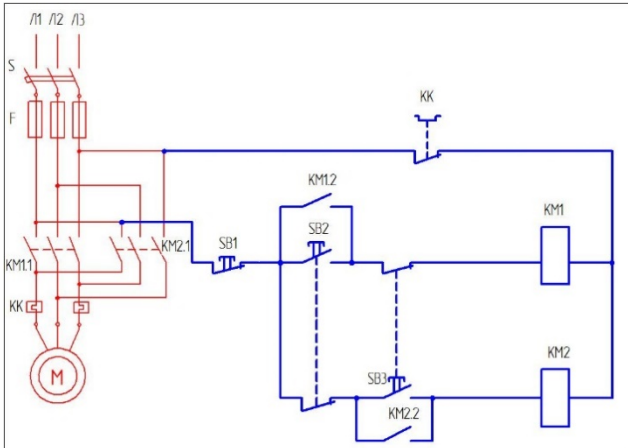 Л1 Л2 Л3
S
KK
F
KM1.2
KM1
SB1
SB2
KM2.1
KM1.1
KK
SB3
KM2
M
KM2.2